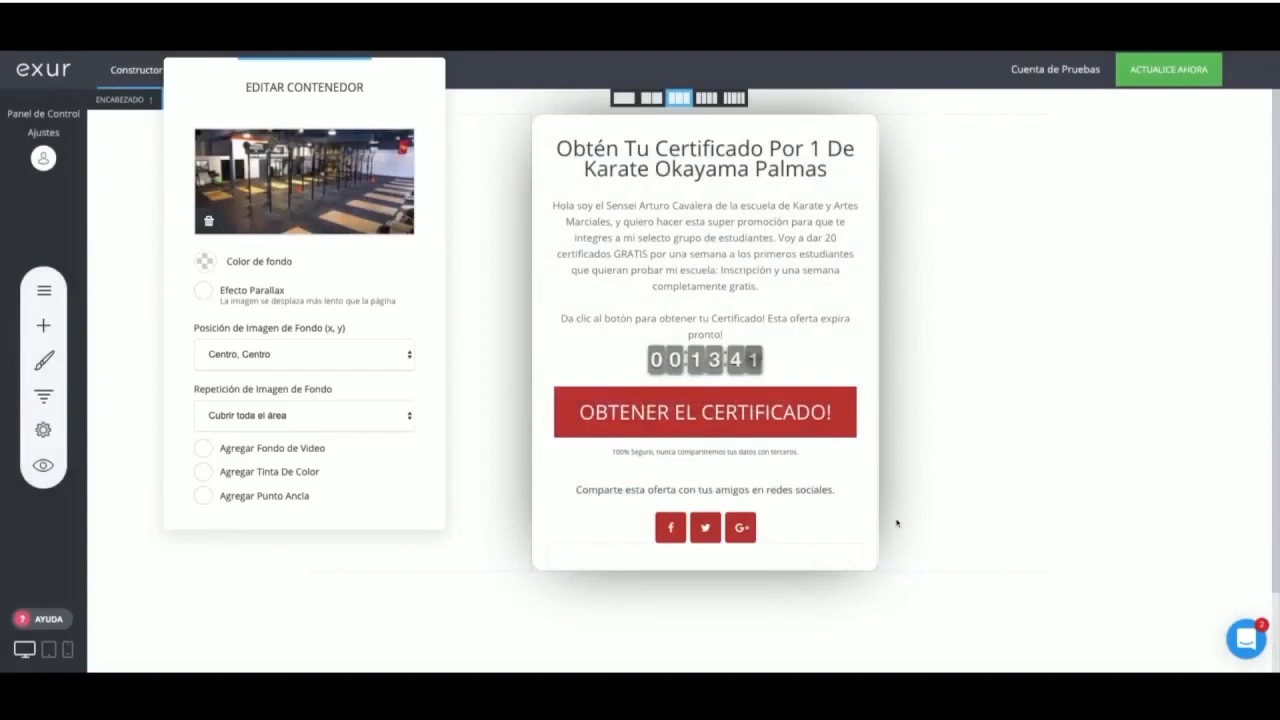 exur
Constructor
Cuenta de Pruebas
ACTUALICE AHORA
ENCABEZADO
Panel de Control
Ajustes
AYUDA
?
EDITAR CONTENEDOR
Color de fondo
Efecto Parallax
La imagen se desplaza más lento que la página
Posición de Imagen de Fondo (x, y)
Centro, Centro
Repetición de Imagen de Fondo
Cubrir toda el área
Agregar Fondo de Video
Agregar Tinta De Color
Agregar Punto Ancla
Obtén Tu Certificado Por 1 De
Karate Okayama Palmas
Hola soy el Sensei Arturo Cavalera de la escuela de Karate y Artes
Marciales, y quiero hacer esta super promoción para que te
integres a mi selecto grupo de estudiantes. Voy a dar 20
certificados GRATIS por una semana a los primeros estudiantes
que quieran probar mi escuela: Inscripción y una semana
completamente gratis.
Da clic al botón para obtener tu Certificado! Esta oferta expira
pronto!
00:13:41
OBTENER EL CERTIFICADO!
100% Seguro, nunca compartiremos tus datos con terceros.
Comparte esta oferta con tus amigos en redes sociales.
f
G+
2